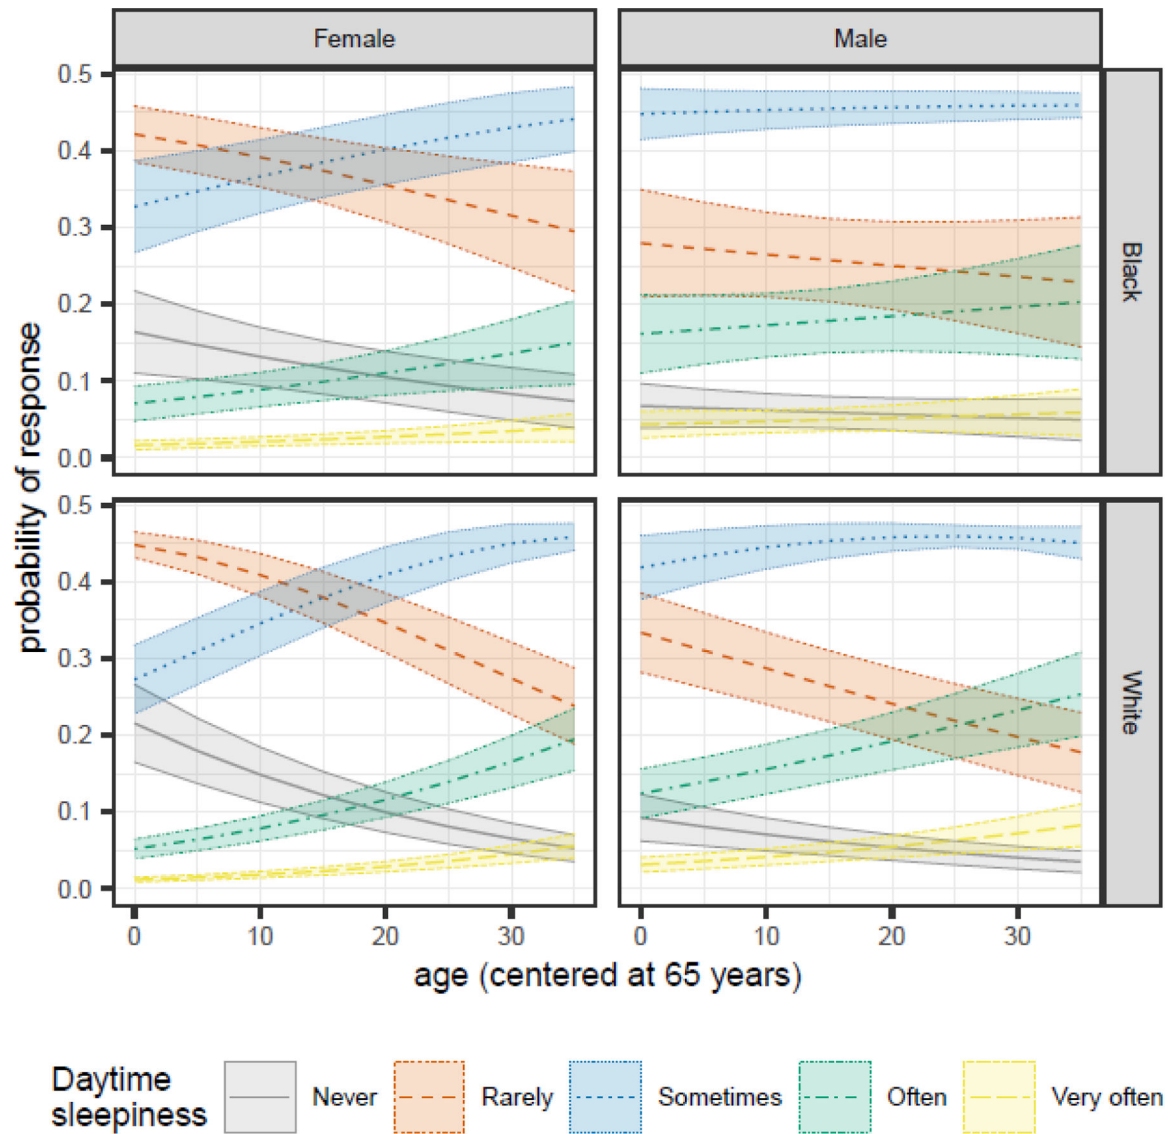 Female Male
0.5
0.4
0.3
0.2
0.1
0.0
Black
probability of response
0.5
0.4
0.3
0.2
0.1
0.0
White
0 10 20 30 0 10 20 30
age (centered at 65 years)
Daytime
sleepiness
Never Rarely Sometimes Often Very often